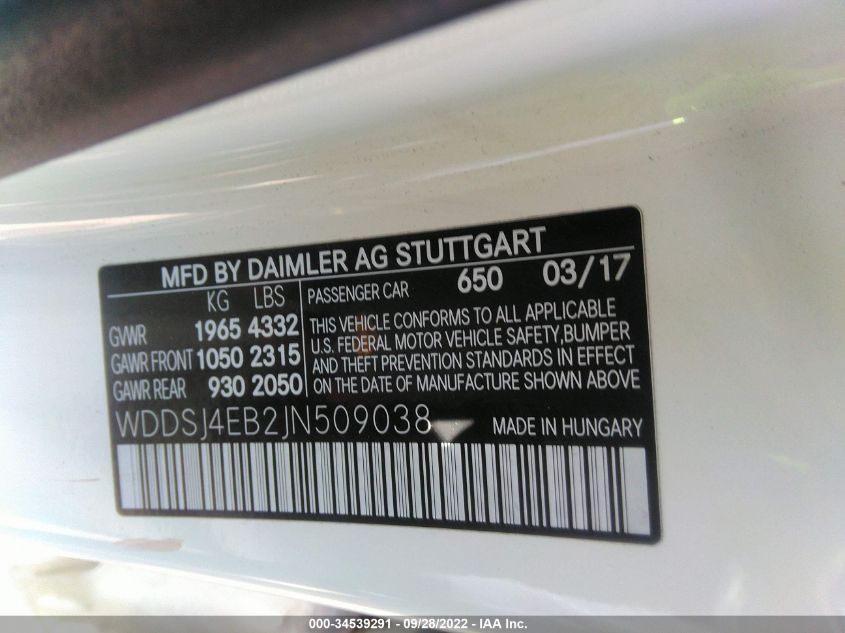 MFD BY DAIMLER AG STUTTGART
KG LBS
GVWR 1965 4332
GAWR FRONT 1050 2315
GAWR REAR 930 2050
PASSENGER CAR 650 03/17
THIS VEHICLE CONFORMS TO ALL APPLICABLE
U.S. FEDERAL MOTOR VEHICLE SAFETY, BUMPER
AND THEFT PREVENTION STANDARDS IN EFFECT
ON THE DATE OF MANUFACTURE SHOWN ABOVE
WDDSJ4EB2JN509038
MADE IN HUNGARY
000-34539291 - 09/28/2022 - IAA Inc.